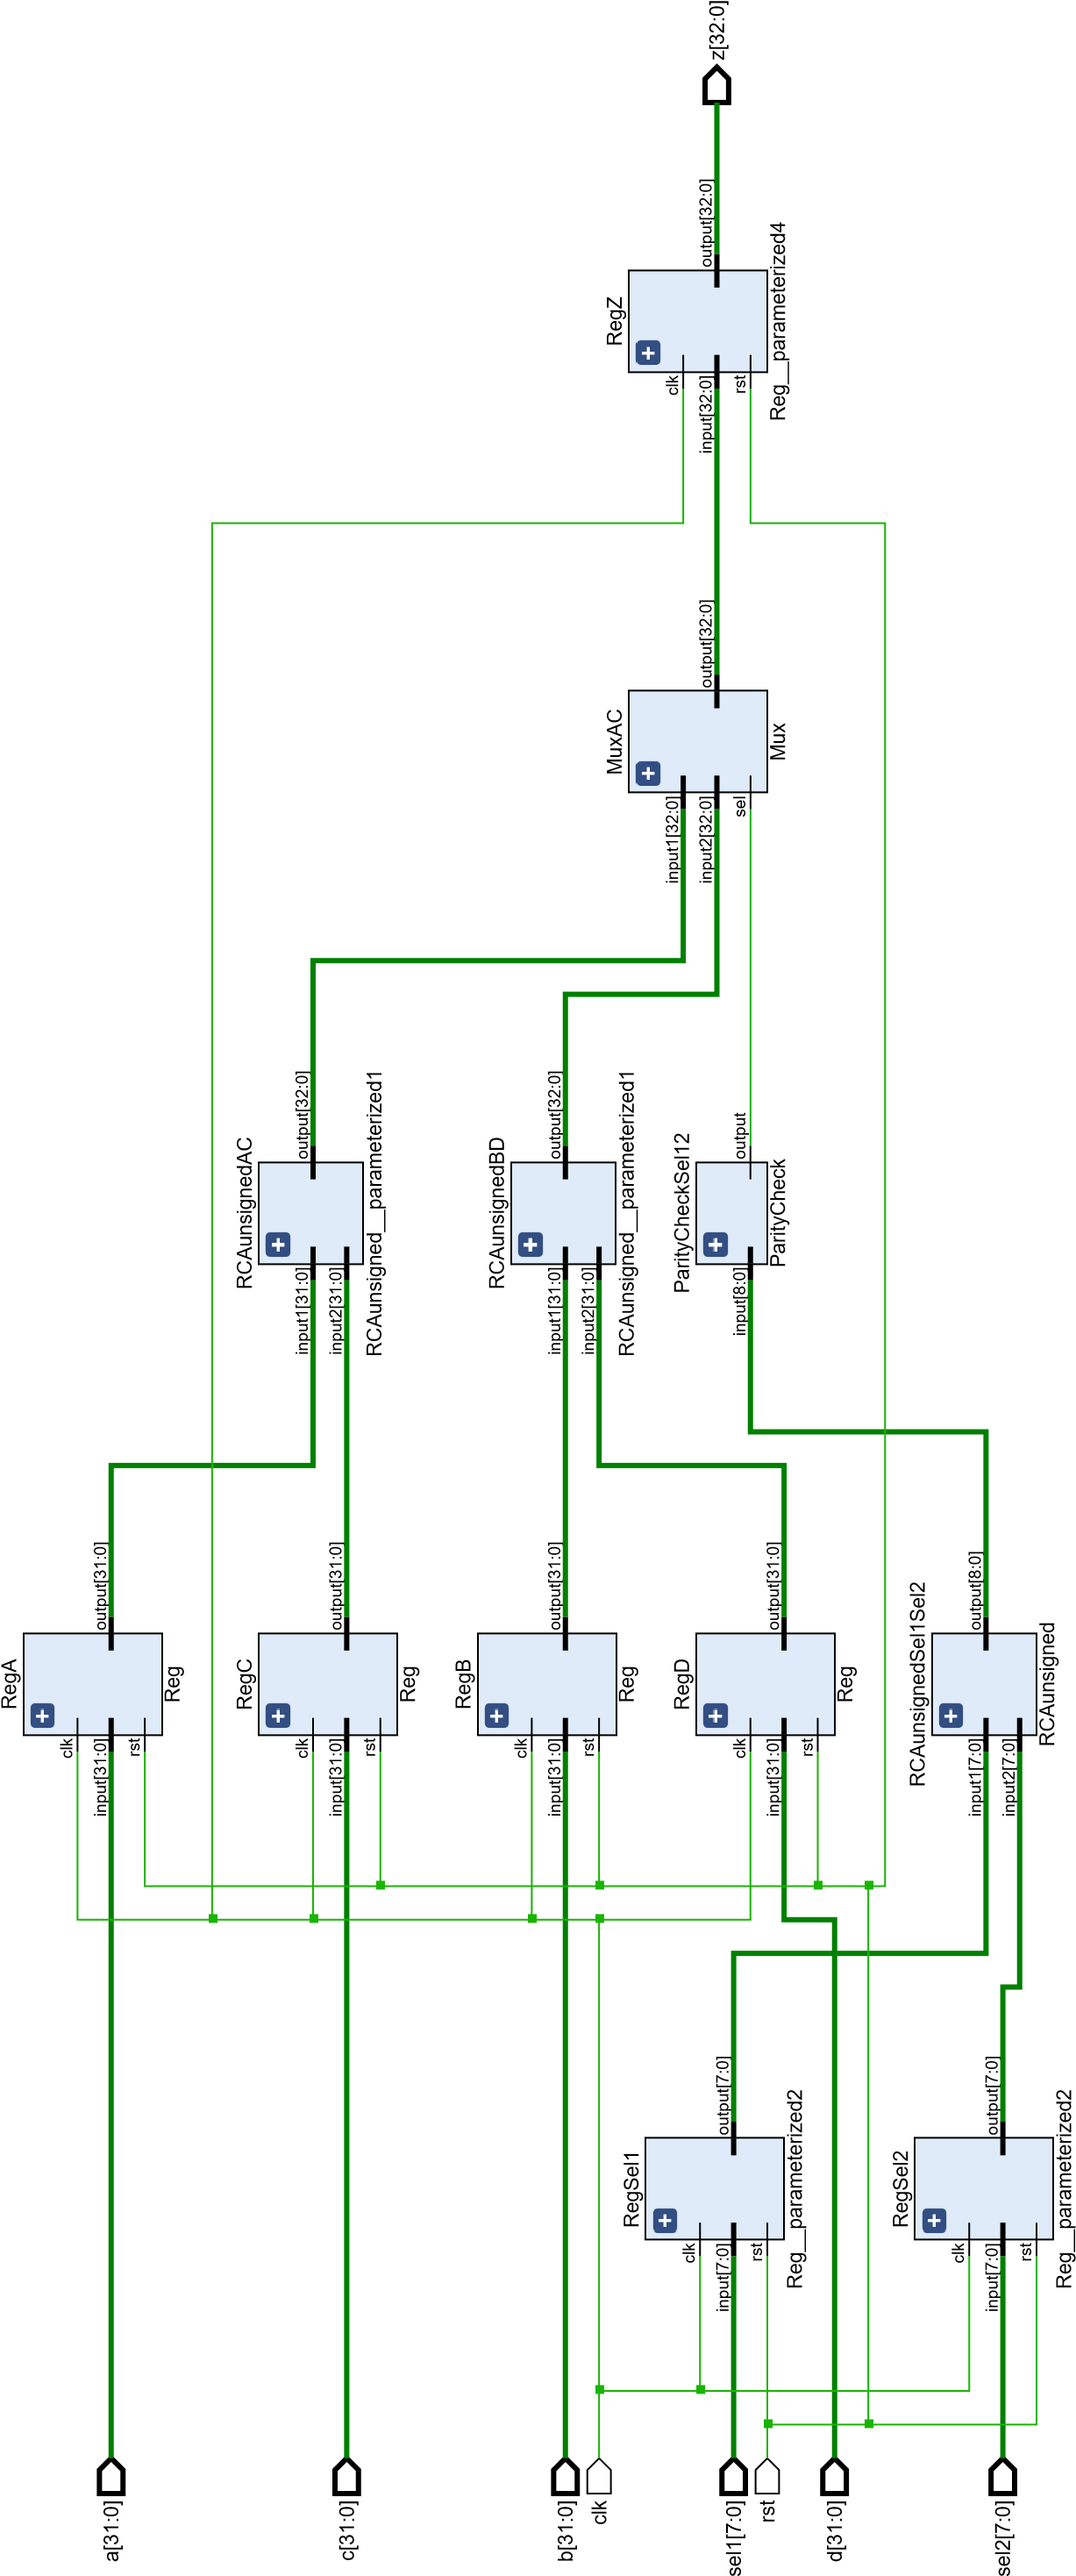 a[31:0]
c[31:0]
b[31:0]
clk
sel1[7:0]
rst
d[31:0]
sel2[7:0]
RegSel1
clk
input[7:0]
rst
output[7:0]
Reg__parameterized2
RegSel2
clk
input[7:0]
rst
output[7:0]
Reg__parameterized2
RegA
clk
input[31:0]
rst
output[31:0]
Reg
RegC
clk
input[31:0]
rst
output[31:0]
Reg
RegB
clk
input[31:0]
rst
output[31:0]
Reg
RegD
clk
input[31:0]
rst
output[31:0]
Reg
RCAunsignedSel1Sel2
input1[7:0]
input2[7:0]
output[8:0]
RCAunsigned
RCAunsignedAC
input1[31:0]
input2[31:0]
output[32:0]
RCAunsigned__parameterized1
RCAunsignedBD
input1[31:0]
input2[31:0]
output[32:0]
RCAunsigned__parameterized1
ParityCheckSel12
input[8:0]
output
ParityCheck
MuxAC
input1[32:0]
input2[32:0]
sel
output[32:0]
Mux
RegZ
clk
input[32:0]
rst
output[32:0]
Reg__parameterized4
z[32:0]